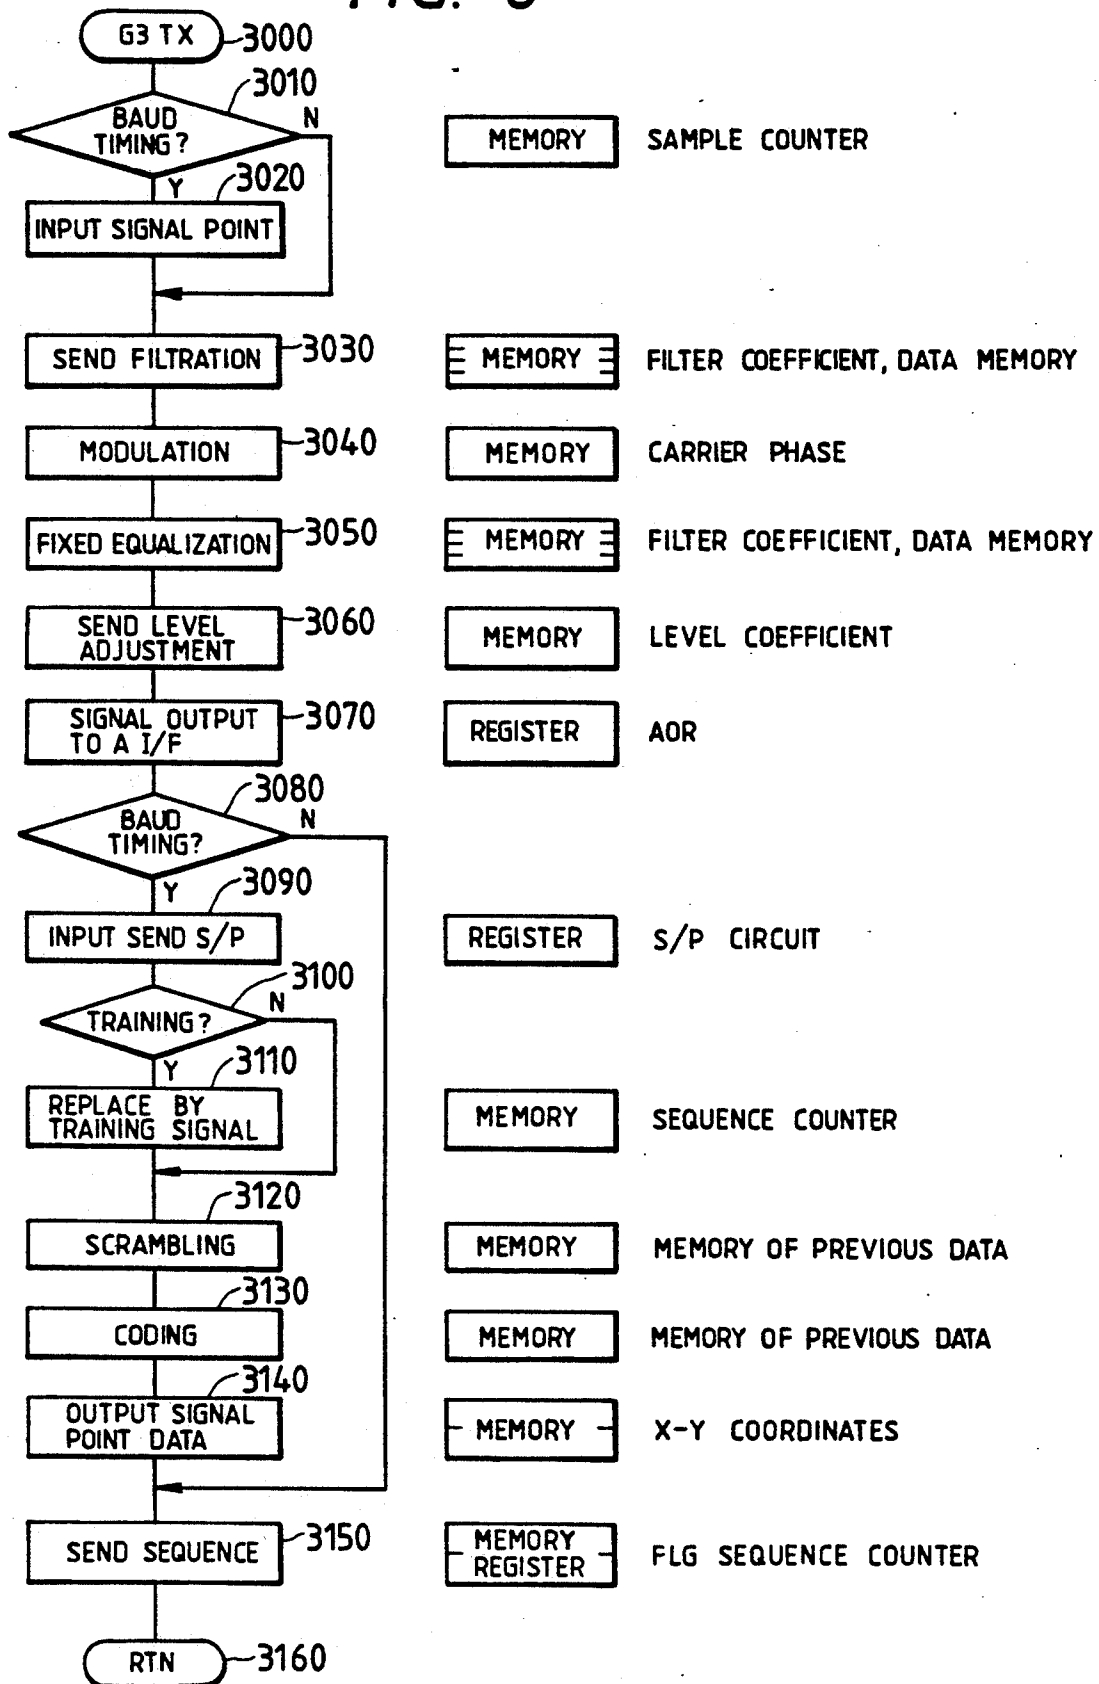 G3 TX 3000
3010
BAUD
TIMING?
N
MEMORY SAMPLE COUNTER
Y
3020
INPUT SIGNAL POINT
SEND FILTRATION 3030 MEMORY FILTER COEFFICIENT, DATA MEMORY
MODULATION 3040 MEMORY CARRIER PHASE
FIXED EQUALIZATION 3050 MEMORY FILTER COEFFICIENT, DATA MEMORY
SEND LEVEL
ADJUSTMENT
3060 MEMORY LEVEL COEFFICIENT
SIGNAL OUTPUT
TO A I/F
3070 REGISTER AOR
3080
BAUD
TIMING?
N
Y
3090
INPUT SEND S/P REGISTER S/P CIRCUIT
3100
TRAINING?
N
Y
3110
REPLACE BY
TRAINING SIGNAL
MEMORY SEQUENCE COUNTER
3120
SCRAMBLING MEMORY MEMORY OF PREVIOUS DATA
3130
CODING MEMORY MEMORY OF PREVIOUS DATA
3140
OUTPUT SIGNAL
POINT DATA
MEMORY X-Y COORDINATES
SEND SEQUENCE 3150
MEMORY
REGISTER
FLG SEQUENCE COUNTER
RTN 3160